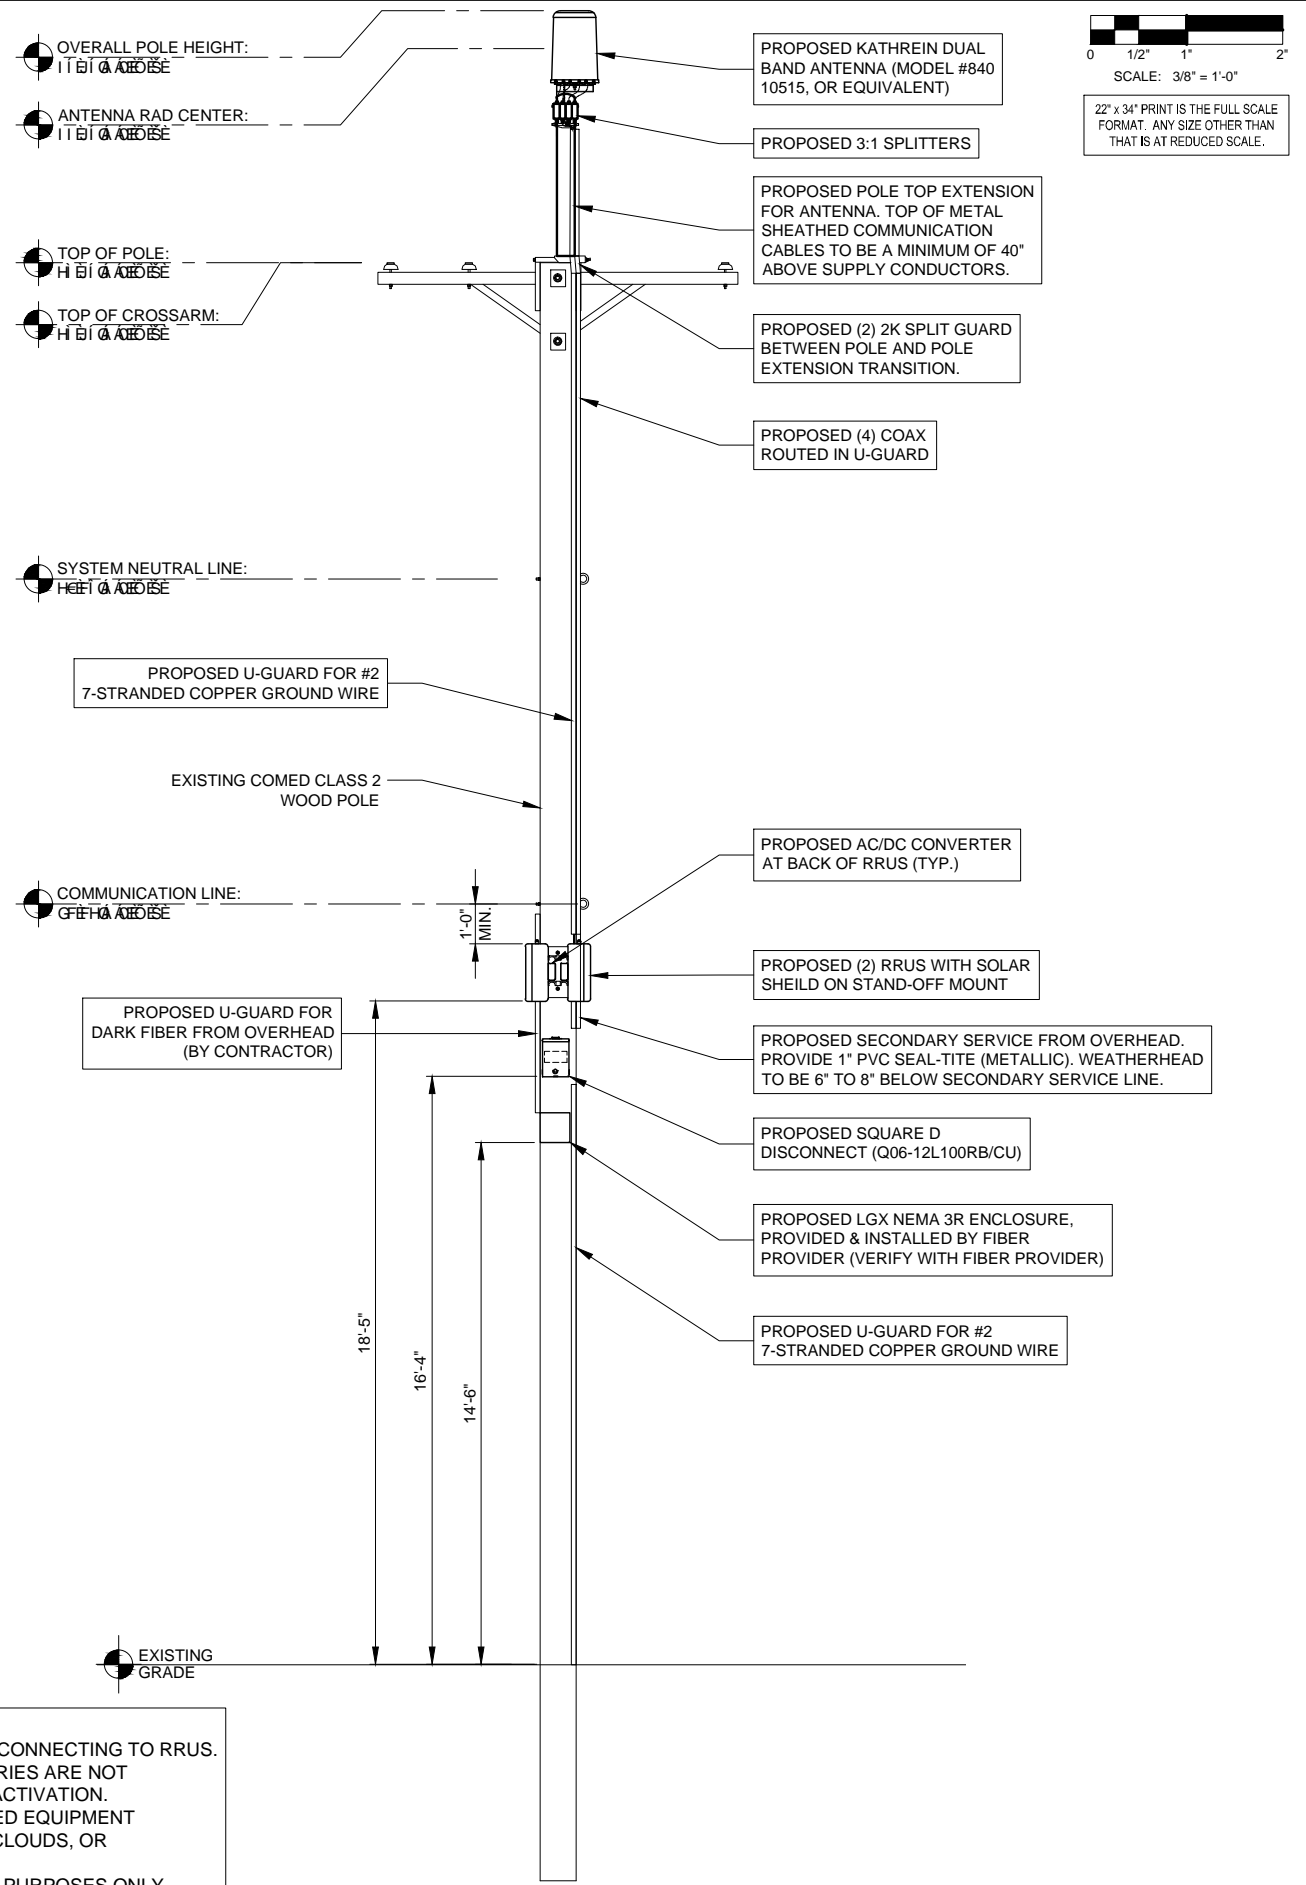 OVERALL POLE HEIGHT:
ANTENNA RAD CENTER:
TOP OF POLE:
TOP OF CROSSARM:
SYSTEM NEUTRAL LINE:
PROPOSED U-GUARD FOR #2
7-STRANDED COPPER GROUND WIRE
EXISTING COMED CLASS 2
WOOD POLE
COMMUNICATION LINE:
1'-0"
MIN.
PROPOSED U-GUARD FOR
DARK FIBER FROM OVERHEAD
(BY CONTRACTOR)
18'-5"
16'-4"
14'-6"
EXISTING
GRADE
CONNECTING TO RRUS.
RIES ARE NOT
ACTIVATION.
ED EQUIPMENT
CLOUDS, OR
PURPOSES ONLY
PROPOSED KATHREIN DUAL
BAND ANTENNA (MODEL #840
10515, OR EQUIVALENT)
PROPOSED 3:1 SPLITTERS
PROPOSED POLE TOP EXTENSION
FOR ANTENNA. TOP OF METAL
SHEATHED COMMUNICATION
CABLES TO BE A MINIMUM OF 40"
ABOVE SUPPLY CONDUCTORS.
PROPOSED (2) 2K SPLIT GUARD
BETWEEN POLE AND POLE
EXTENSION TRANSITION.
PROPOSED (4) COAX
ROUTED IN U-GUARD
PROPOSED AC/DC CONVERTER
AT BACK OF RRUS (TYP.)
PROPOSED (2) RRUS WITH SOLAR
SHEILD ON STAND-OFF MOUNT
PROPOSED SECONDARY SERVICE FROM OVERHEAD.
PROVIDE 1" PVC SEAL-TITE (METALLIC). WEATHERHEAD
TO BE 6" TO 8" BELOW SECONDARY SERVICE LINE.
PROPOSED SQUARE D
DISCONNECT (Q06-12L100RB/CU)
PROPOSED LGX NEMA 3R ENCLOSURE,
PROVIDED & INSTALLED BY FIBER
PROVIDER (VERIFY WITH FIBER PROVIDER)
PROPOSED U-GUARD FOR #2
7-STRANDED COPPER GROUND WIRE
0 1/2" 1" 2"
SCALE: 3/8" = 1'-0"
22" x 34" PRINT IS THE FULL SCALE
FORMAT. ANY SIZE OTHER THAN
THAT IS AT REDUCED SCALE.